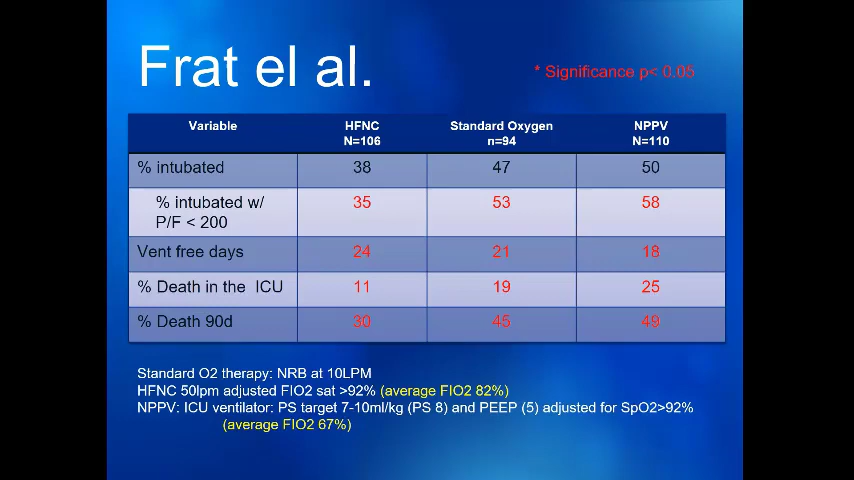 Frat el al.
* Significance p< 0.05
Variable HFNC N=106 Standard Oxygen n=94 NPPV N=110
% intubated 38 47 50
% intubated w/ P/F < 200 35 53 58
Vent free days 24 21 18
% Death in the ICU 11 19 25
% Death 90d 30 45 49
Standard O2 therapy: NRB at 10LPM
HFNC 50lpm adjusted FIO2 sat >92% (average FIO2 82%)
NPPV: ICU ventilator: PS target 7-10ml/kg (PS 8) and PEEP (5) adjusted for SpO2>92%
(average FIO2 67%)